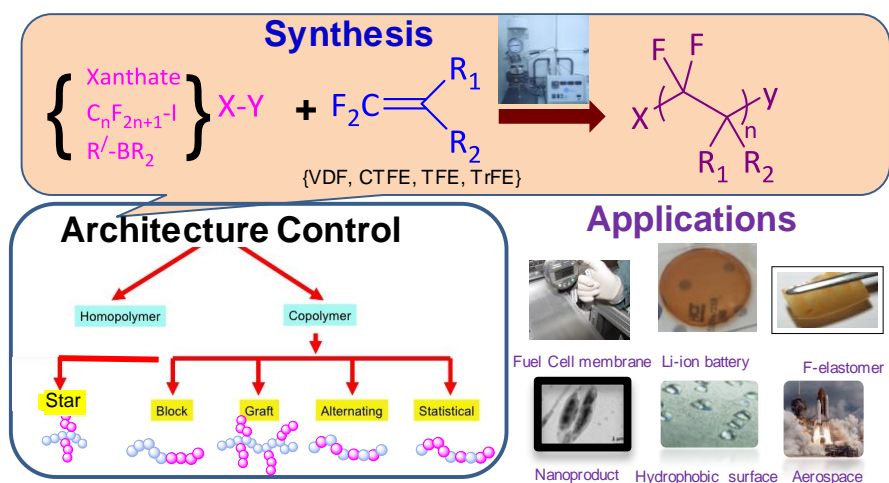 Synthesis
Xanthate
CₙF₂ₙ₊₁-I
R/-BR₂
X-Y
+
F₂C
R₁
R₂
{VDF, CTFE, TFE, TrFE}
F F
X
y
n
R₁ R₂
Architecture Control
Homopolymer
Copolymer
Star
Block
Graft
Alternating
Statistical
Applications
Fuel Cell membrane
Li-ion battery
F-elastomer
Nanoproduct
Hydrophobic surface
Aerospace